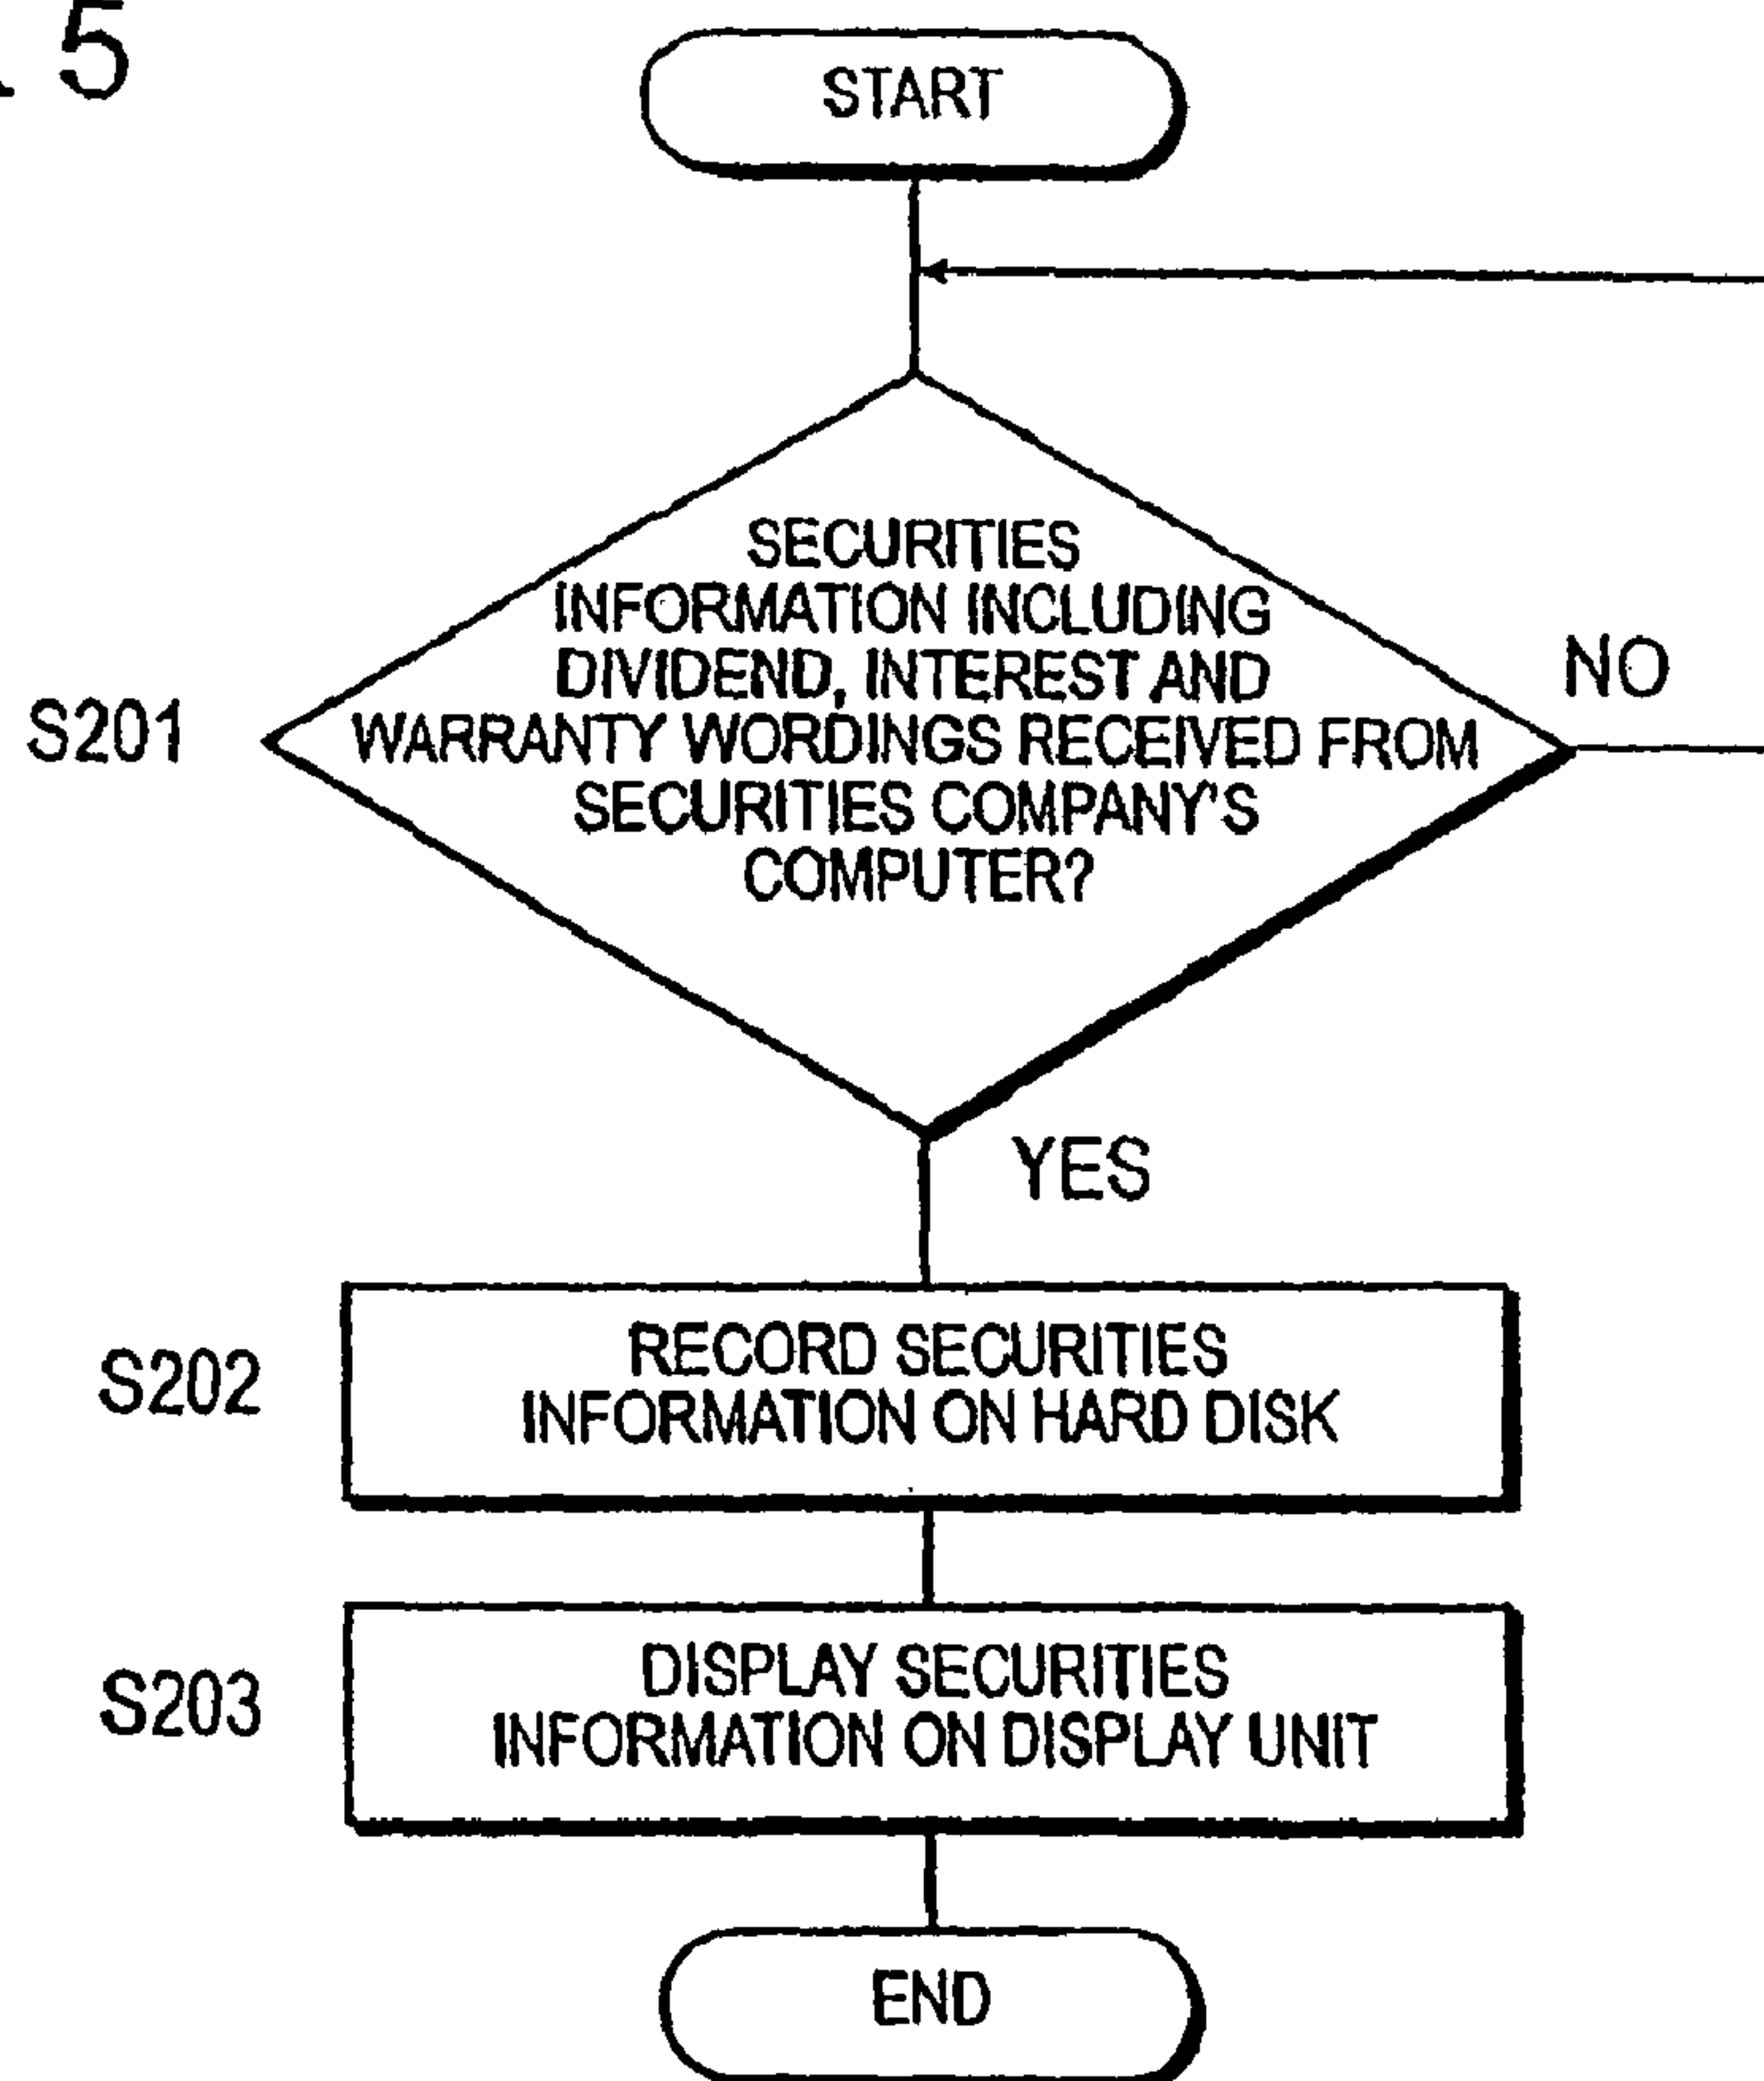 5
START
SECURITIES
INFORMATION INCLUDING
DIVIDEND, INTEREST AND
WARRANTY WORDINGS RECEIVED FROM
SECURITIES COMPANY'S
COMPUTER?
NO
S201
YES
S202
RECORD SECURITIES
INFORMATION ON HARD DISK
S203
DISPLAY SECURITIES
INFORMATION ON DISPLAY UNIT
END